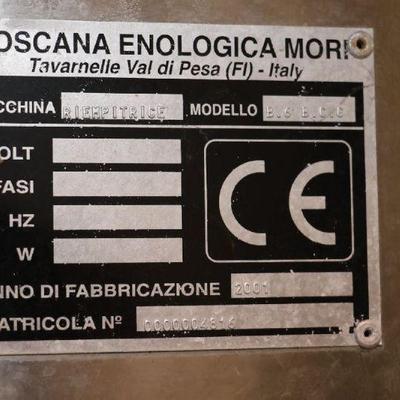 OSCANA ENOLOGICA MORI
Tavarnelle Val di Pesa (FI) - Italy
CCHINA RIEMPITRICE MODELLO
OLT
FASI
HZ
W
CE
NNO DI FABBRICAZIONE 2001
ATRICOLA Nº